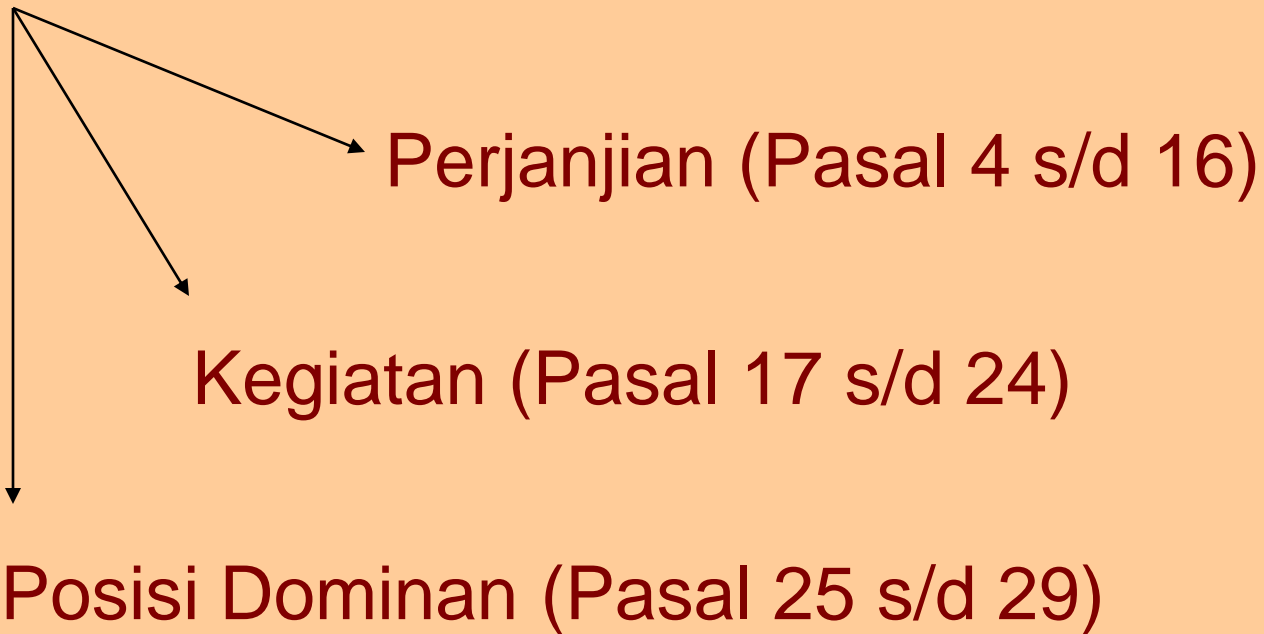 Perjanjian (Pasal 4 s/d 16)
Kegiatan (Pasal 17 s/d 24)
Posisi Dominan (Pasal 25 s/d 29)